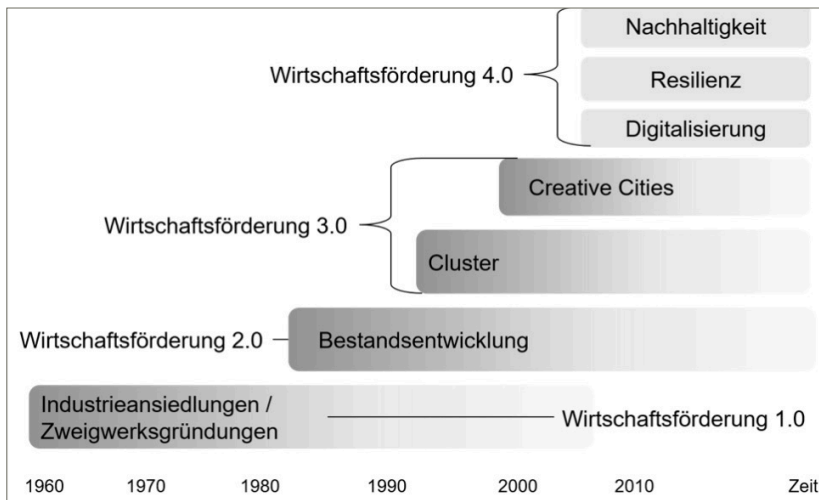 Nachhaltigkeit
Wirtschaftsförderung 4.0
Resilienz
Digitalisierung
Creative Cities
Wirtschaftsförderung 3.0
Cluster
Wirtschaftsförderung 2.0
Bestandsentwicklung
Industrieansiedlungen /
Zweigwerksgründungen
Wirtschaftsförderung 1.0
1960 1970 1980 1990 2000 2010 Zeit